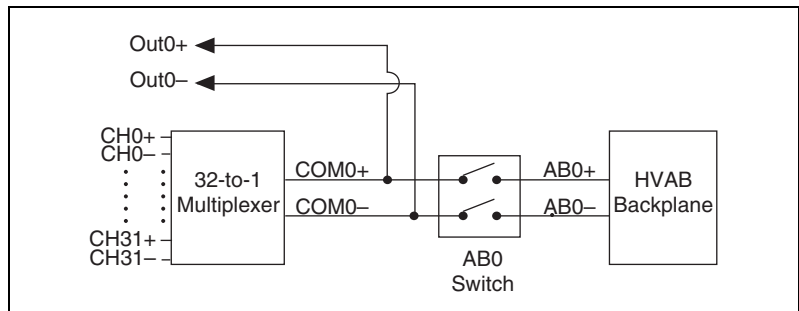 Out0+
Out0–
CH0+
CH0–
CH31+
CH31–
32-to-1
Multiplexer
COM0+
COM0–
AB0
Switch
AB0+
AB0–
HVAB
Backplane